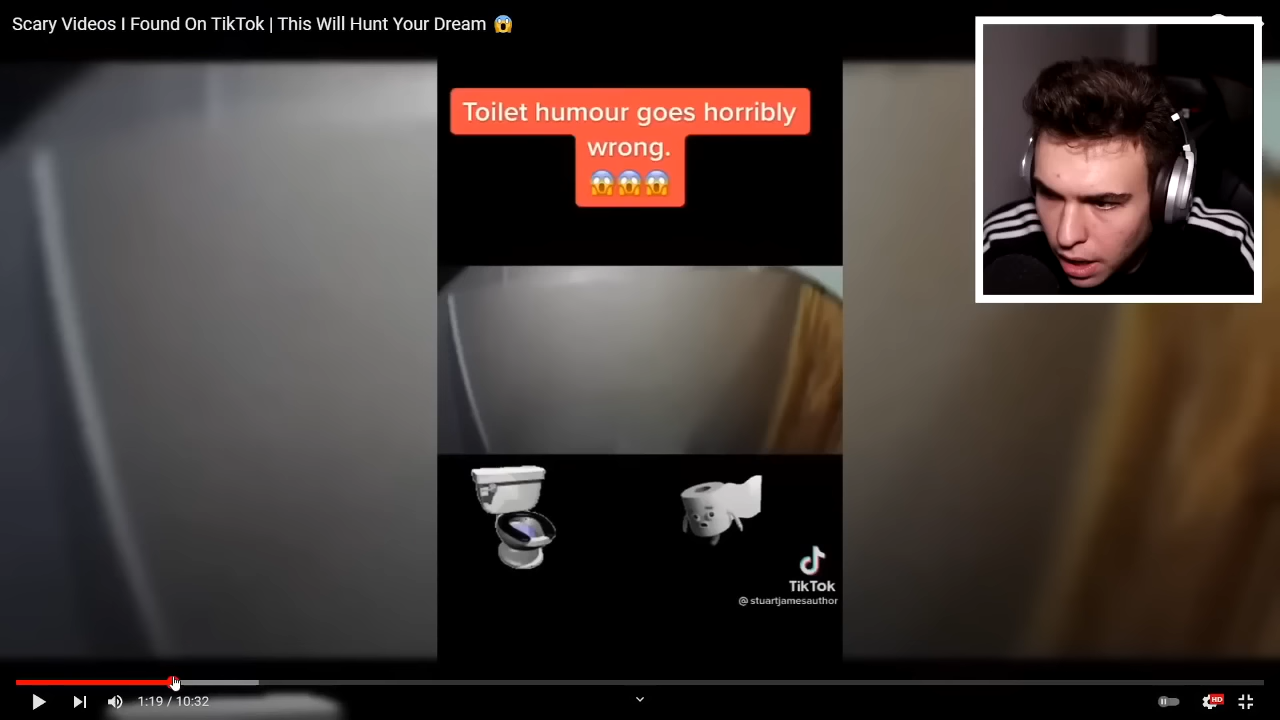 Scary Videos I Found On TikTok | This Will Hunt Your Dream 😱
Toilet humour goes horribly
wrong.
😱😱😱
TikTok
@ stuartjamesauthor
1:19 / 10:32
HD